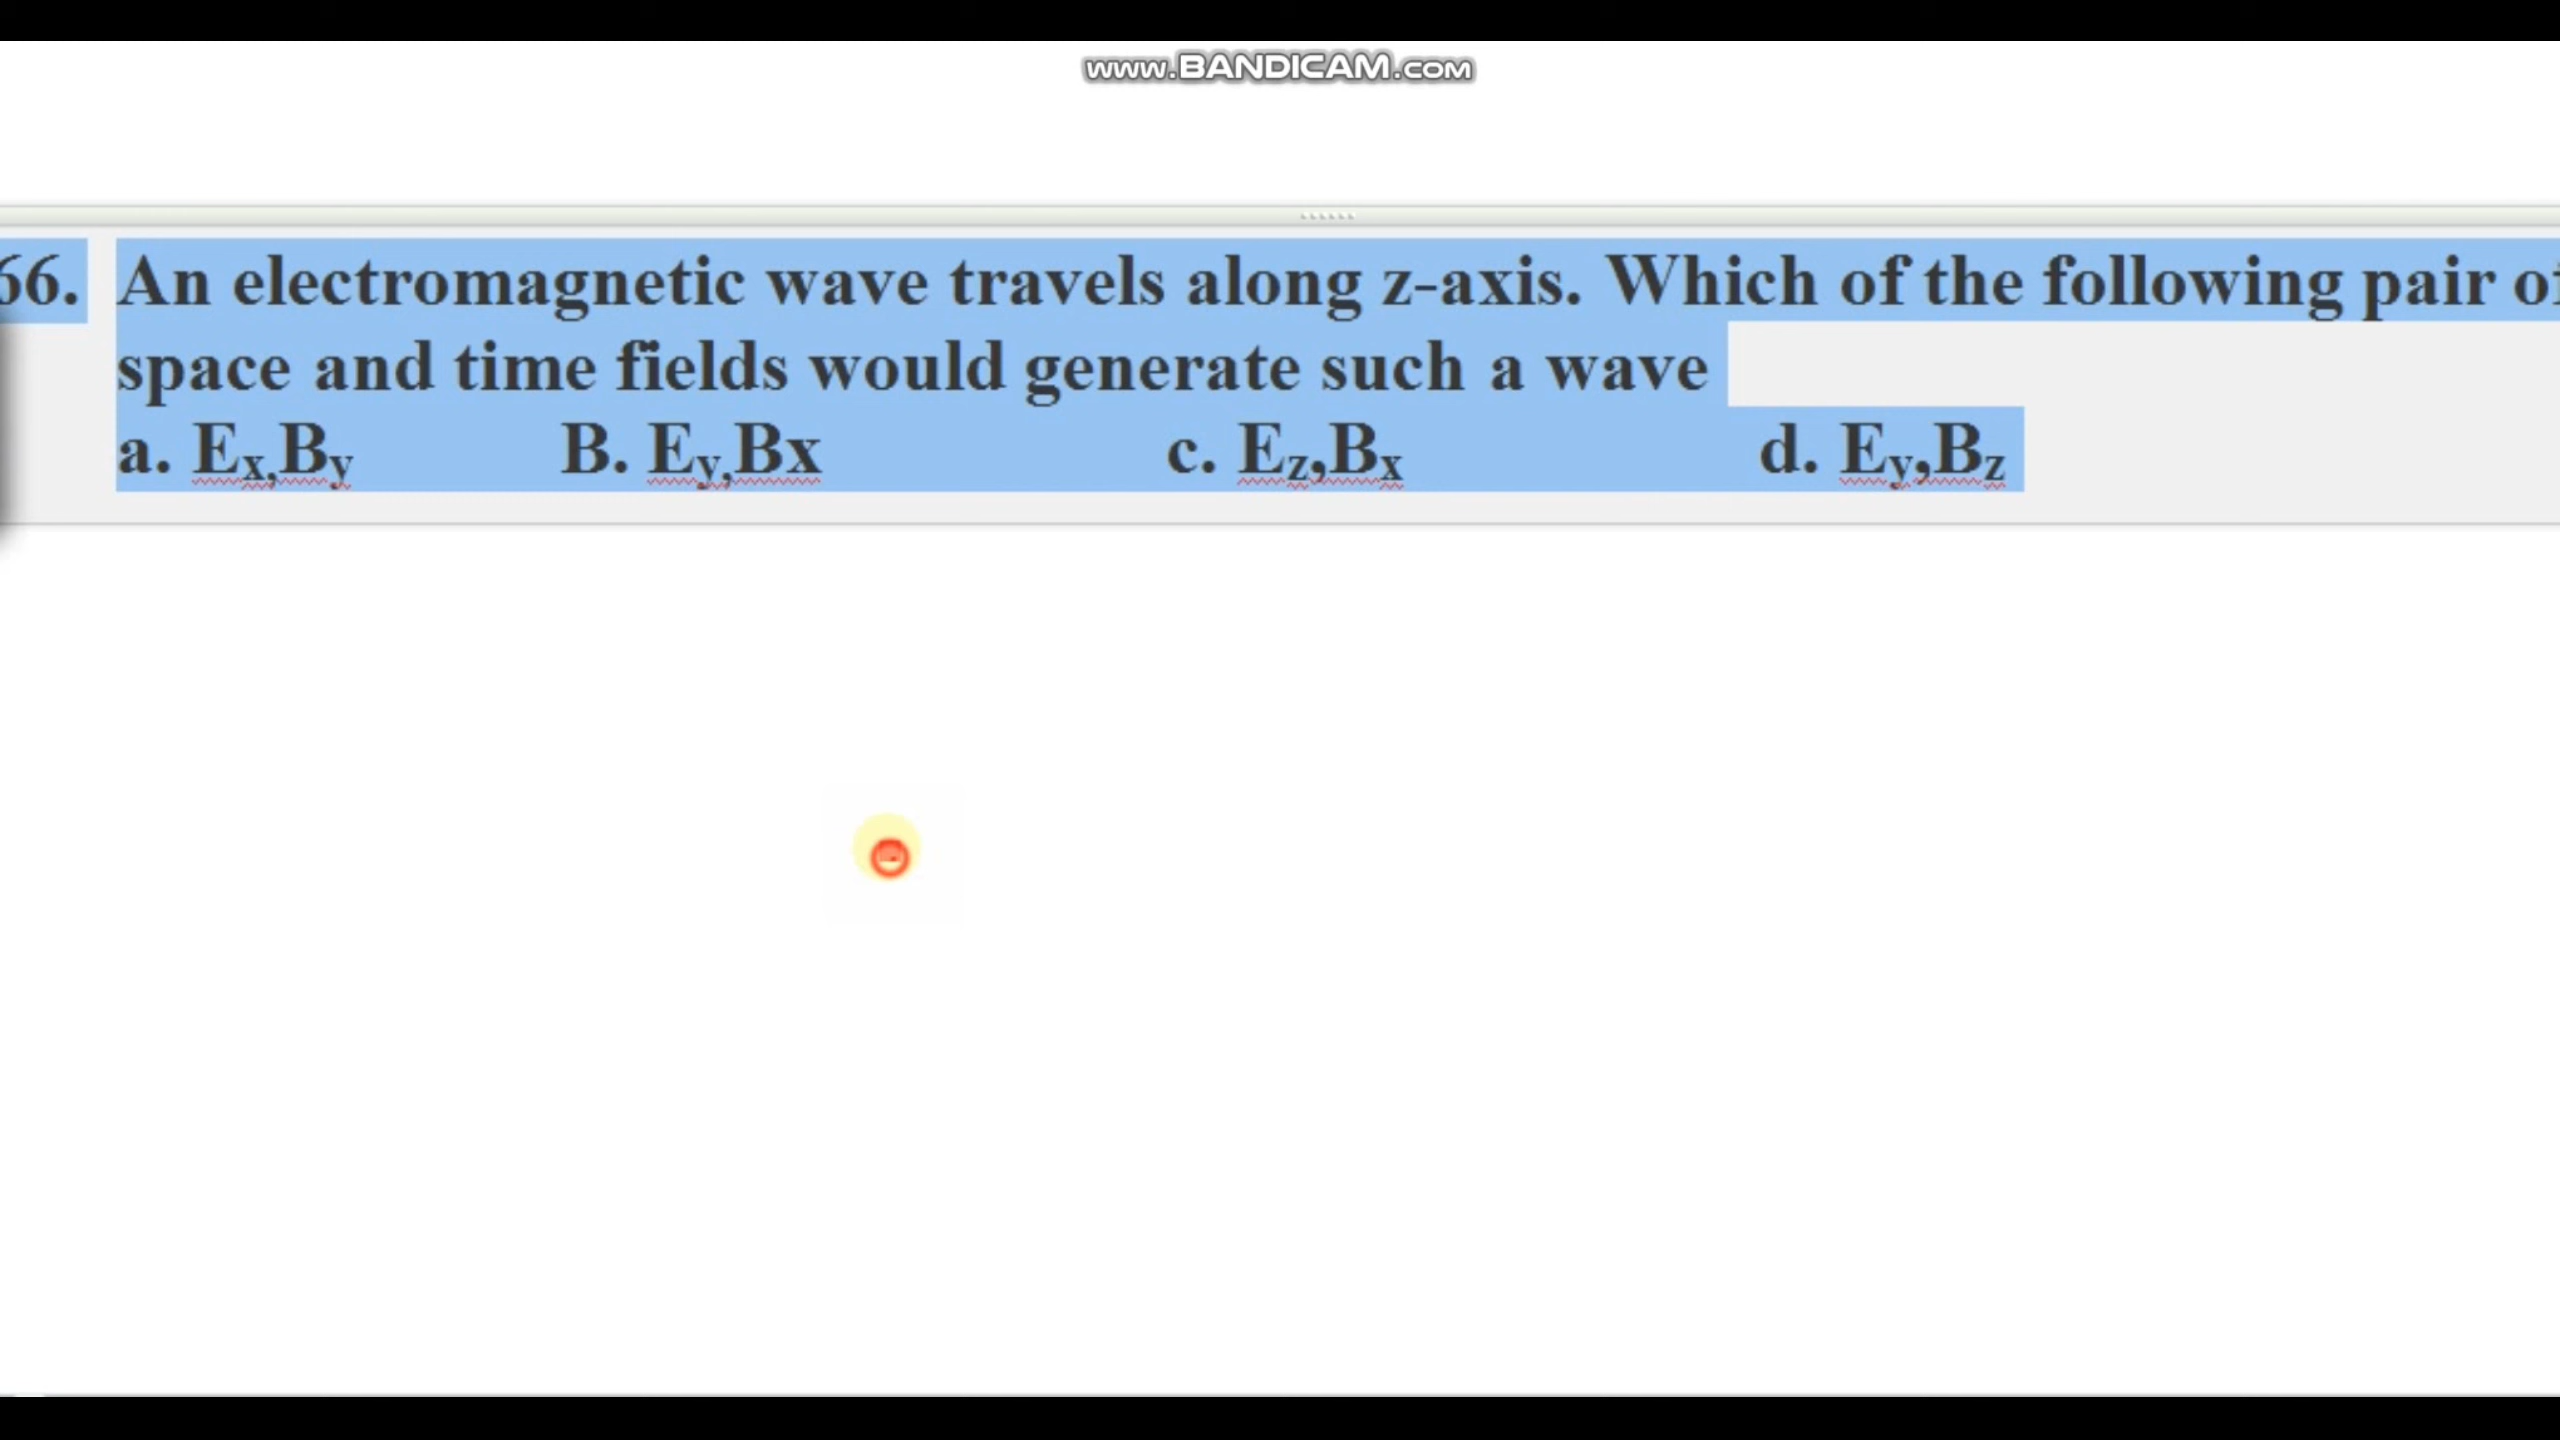 www.BANDICAM.com
66. An electromagnetic wave travels along z-axis. Which of the following pair of
space and time fields would generate such a wave
a. Ex,By B. Ey,Bx c. Ez,Bx d. Ey,Bz